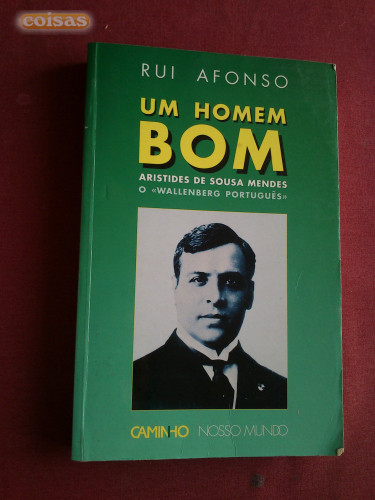 coisas
RUI AFONSO
UM HOMEM
BOM
ARISTIDES DE SOUSA MENDES
O «WALLENBERG PORTUGUÊS»
CAMINHO NOSSO MUNDO